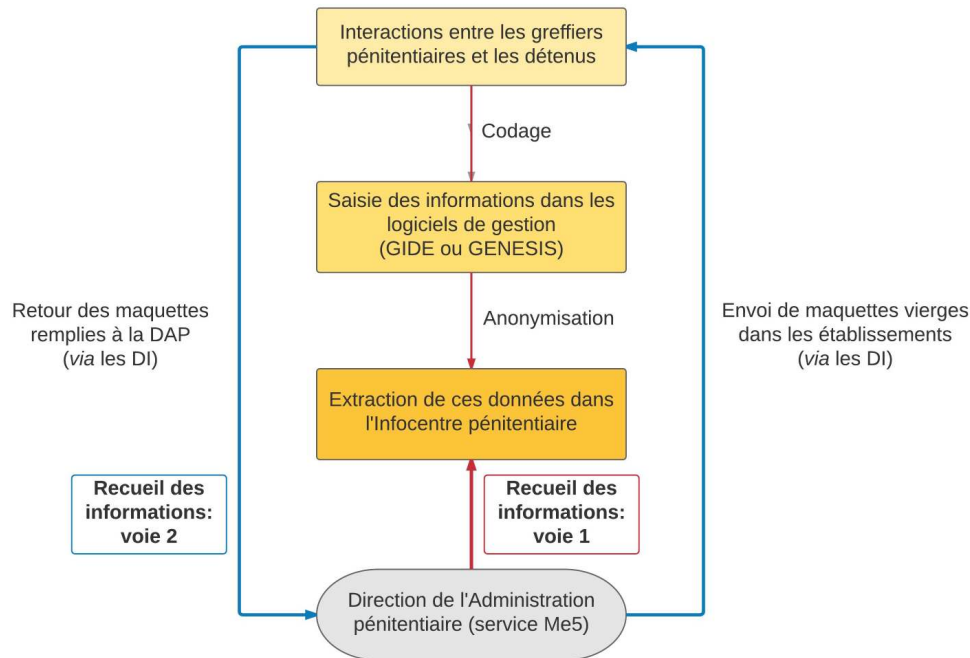 Interactions entre les greffiers
pénitentiaires et les détenus
Codage
Saisie des informations dans les
logiciels de gestion
(GIDE ou GENESIS)
Retour des maquettes
remplies à la DAP
(via les DI)
Anonymisation
Envoi de maquettes vierges
dans les établissements
(via les DI)
Extraction de ces données dans
l'Infocentre pénitentiaire
Recueil des
informations:
voie 2
Recueil des
informations:
voie 1
Direction de l'Administration
pénitentiaire (service Me5)